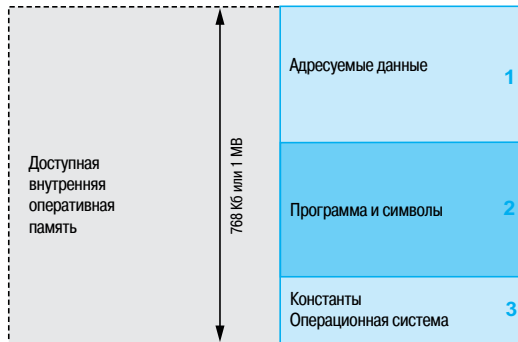 Адресуемые данные
1
Доступная
внутренняя
оперативная
память
768 Кб или 1 МВ
Программа и символы
2
Константы
Операционная система
3